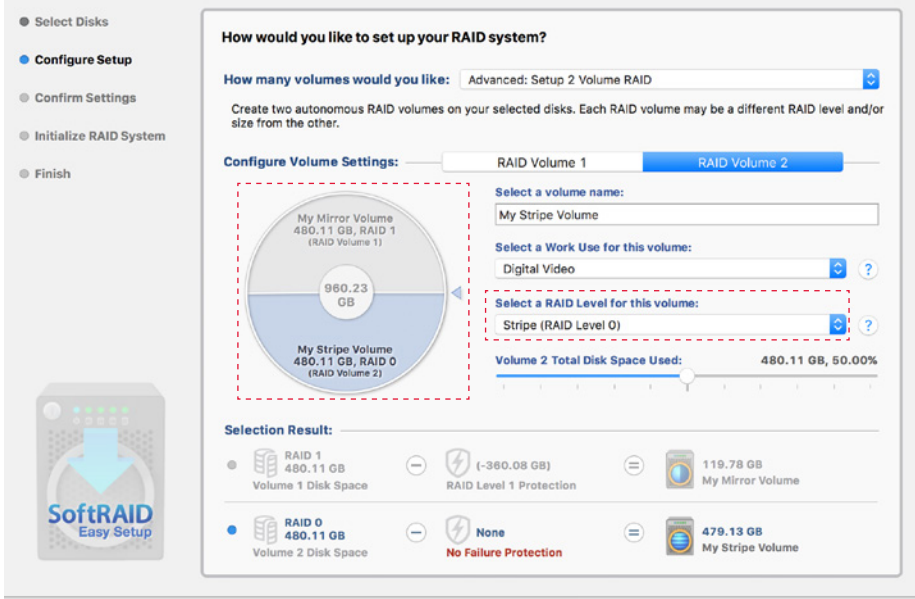 Select Disks
Configure Setup
Confirm Settings
Initialize RAID System
Finish
SoftRAID
Easy Setup
How would you like to set up your RAID system?
How many volumes would you like: Advanced: Setup 2 Volume RAID
Create two autonomous RAID volumes on your selected disks. Each RAID volume may be a different RAID level and/or
size from the other.
Configure Volume Settings: RAID Volume 1 RAID Volume 2
My Mirror Volume
480.11 GB, RAID 1
(RAID Volume 1)
960.23
GB
My Stripe Volume
480.11 GB, RAID 0
(RAID Volume 2)
Select a volume name:
My Stripe Volume
Select a Work Use for this volume:
Digital Video ?
Select a RAID Level for this volume:
Stripe (RAID Level 0) ?
Volume 2 Total Disk Space Used: 480.11 GB, 50.00%
Selection Result:
RAID 1
480.11 GB
Volume 1 Disk Space
(-360.08 GB)
RAID Level 1 Protection
119.78 GB
My Mirror Volume
RAID 0
480.11 GB
Volume 2 Disk Space
None
No Failure Protection
479.13 GB
My Stripe Volume